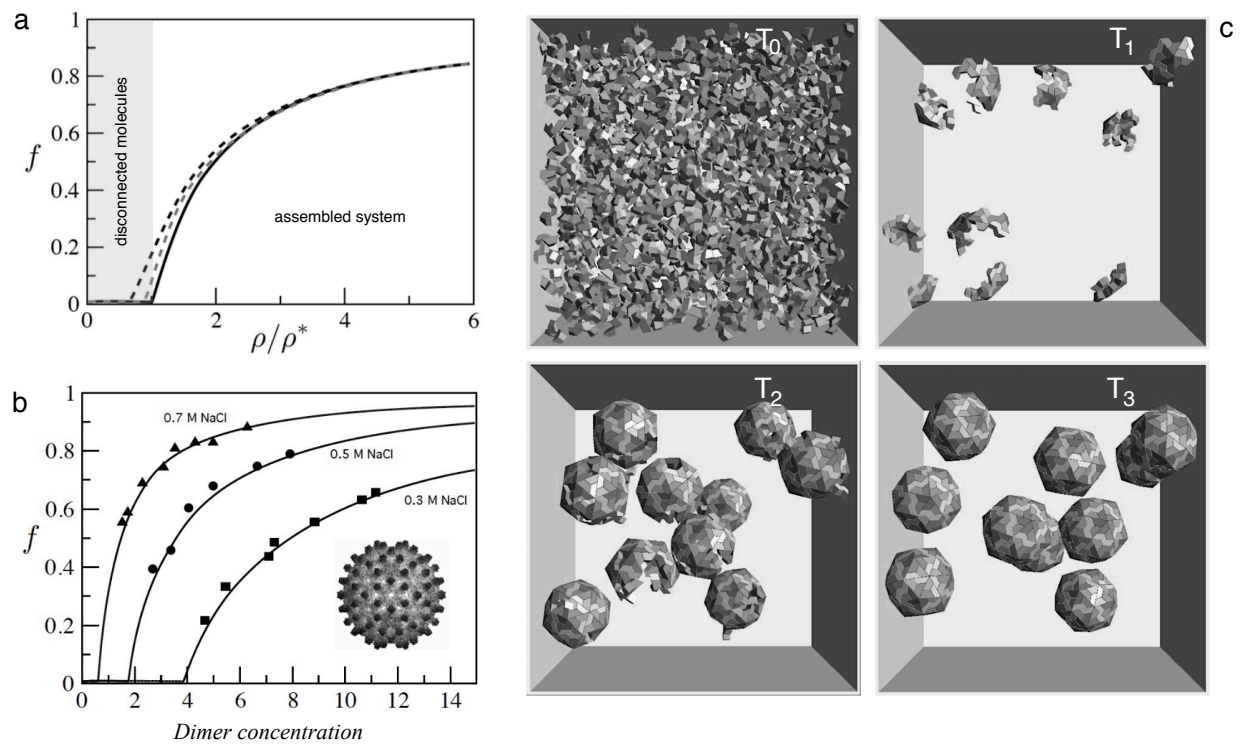 a
1
0.8
0.6
0.4
0.2
0
f
disconnected molecules
assembled system
0
2
4
6
ρ/ρ*
b
1
0.8
0.6
0.4
0.2
0
f
0.7 M NaCl
0.5 M NaCl
0.3 M NaCl
0 2 4 6 8 10 12 14
Dimer concentration
c
T0
T1
T2
T3